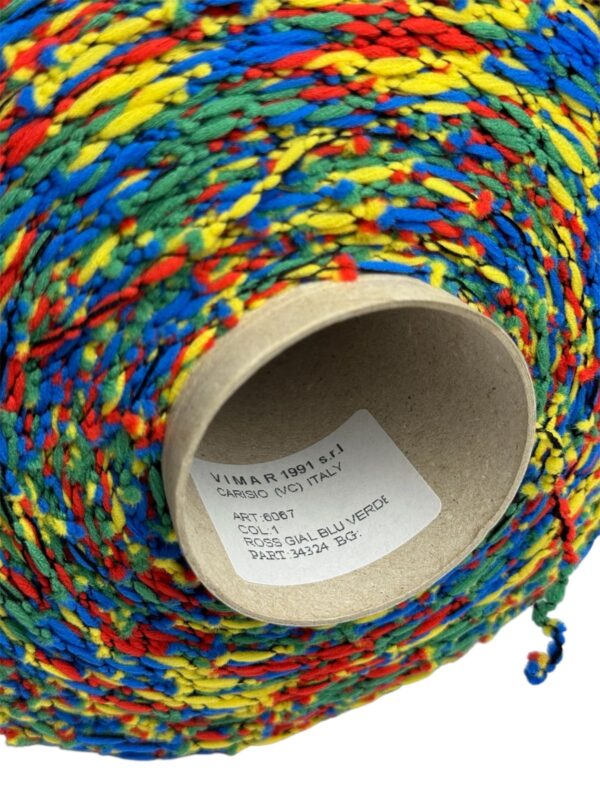 VIMAR 1991 s.r.l
CARISIO (VC) ITALY
ART:6067
COL:1
ROSS GIAL BLU VERDE
PART:34324 BG: